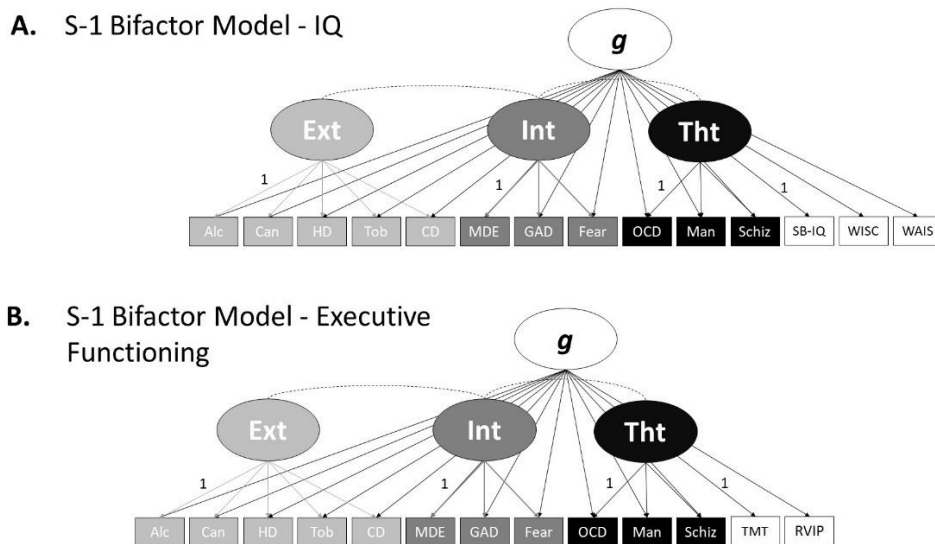 A. S-1 Bifactor Model - IQ
g
Ext Int Tht
1 1 1 1
Alc Can HD Tob CD MDE GAD Fear OCD Man Schiz SB-IQ WISC WAIS
B. S-1 Bifactor Model - Executive
Functioning
g
Ext Int Tht
1 1 1 1
Alc Can HD Tob CD MDE GAD Fear OCD Man Schiz TMT RVIP